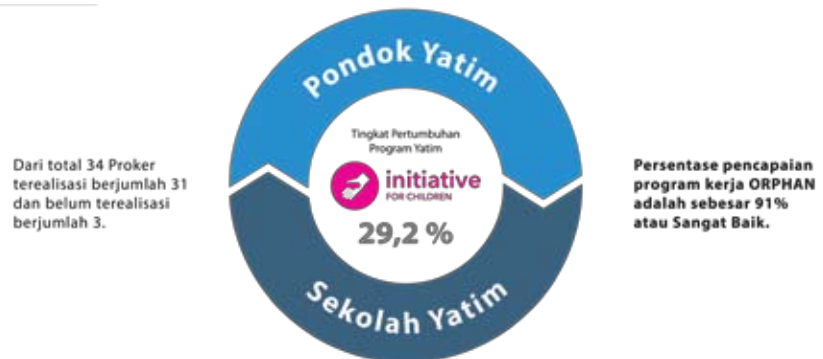 Pondok Yatim
Tingkat Pertumbuhan
Program Yatim
initiative
FOR CHILDREN
29,2 %
Sekolah Yatim
Dari total 34 Proker
terealisasi berjumlah 31
dan belum terealisasi
berjumlah 3.
Persentase pencapaian
program kerja ORPHAN
adalah sebesar 91%
atau Sangat Baik.